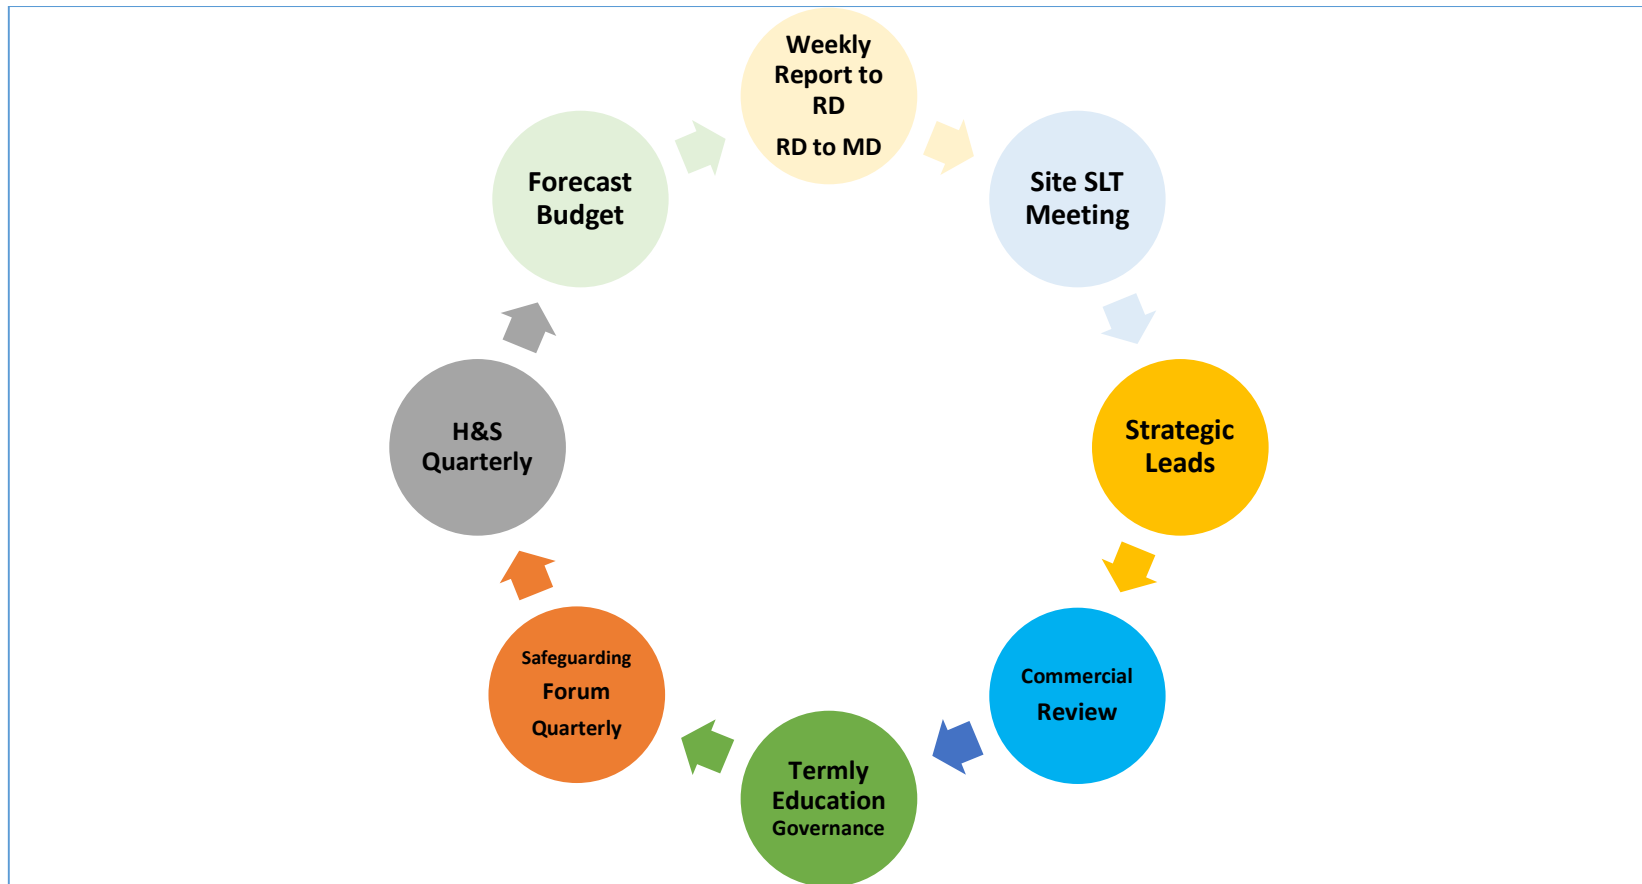 Weekly
Report to
RD
RD to MD
Site SLT
Meeting
Strategic
Leads
Commercial
Review
Termly
Education
Governance
Safeguarding
Forum
Quarterly
H&S
Quarterly
Forecast
Budget